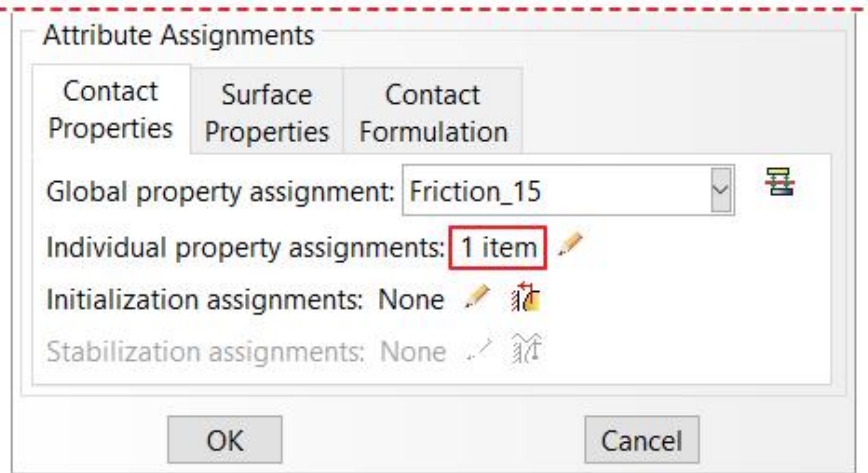 Attribute Assignments
Contact Properties
Surface Properties
Contact Formulation
Global property assignment: Friction_15
Individual property assignments: 1 item
Initialization assignments: None
Stabilization assignments: None
OK
Cancel